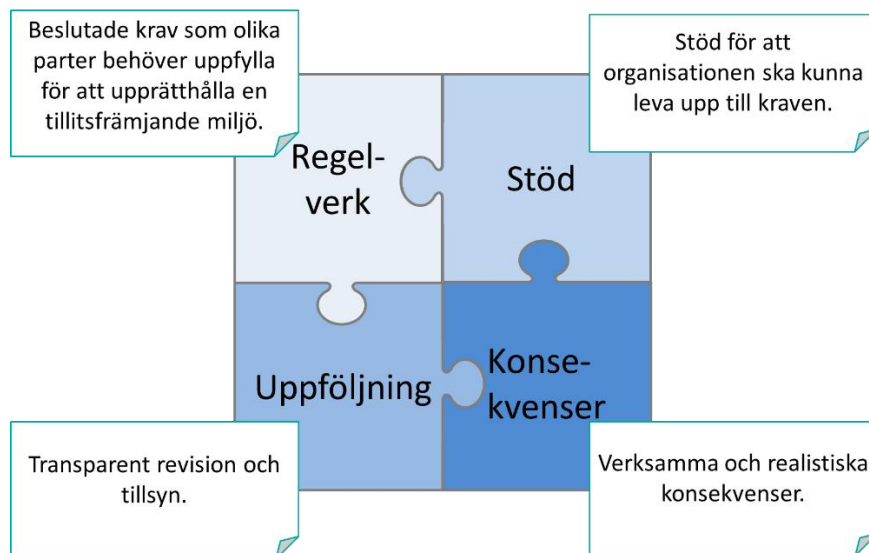 Beslutade krav som olika
parter behöver uppfylla
för att upprätthålla en
tillitsfrämjande miljö.
Stöd för att
organisationen ska kunna
leva upp till kraven.
Regel-
verk
Stöd
Uppföljning
Konse-
kvenser
Transparent revision och
tillsyn.
Verksamma och realistiska
konsekvenser.